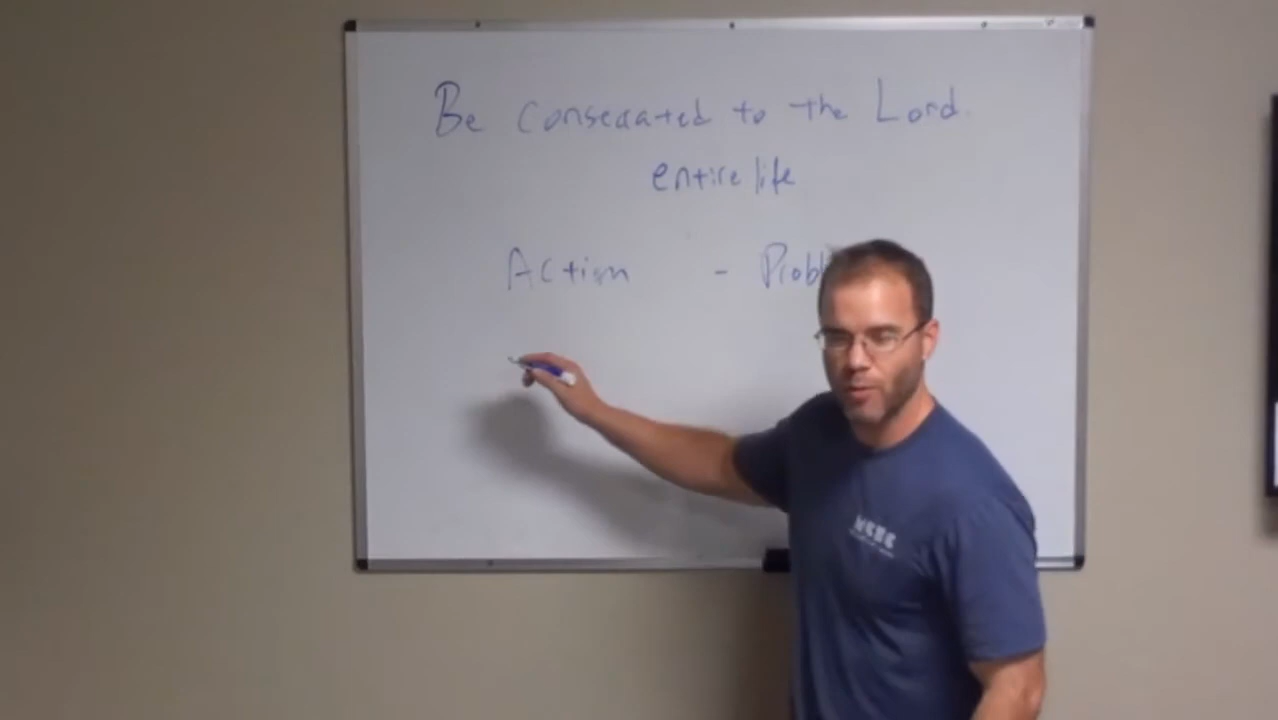 Be consecrated to the Lord.
entire life
Action - Probl